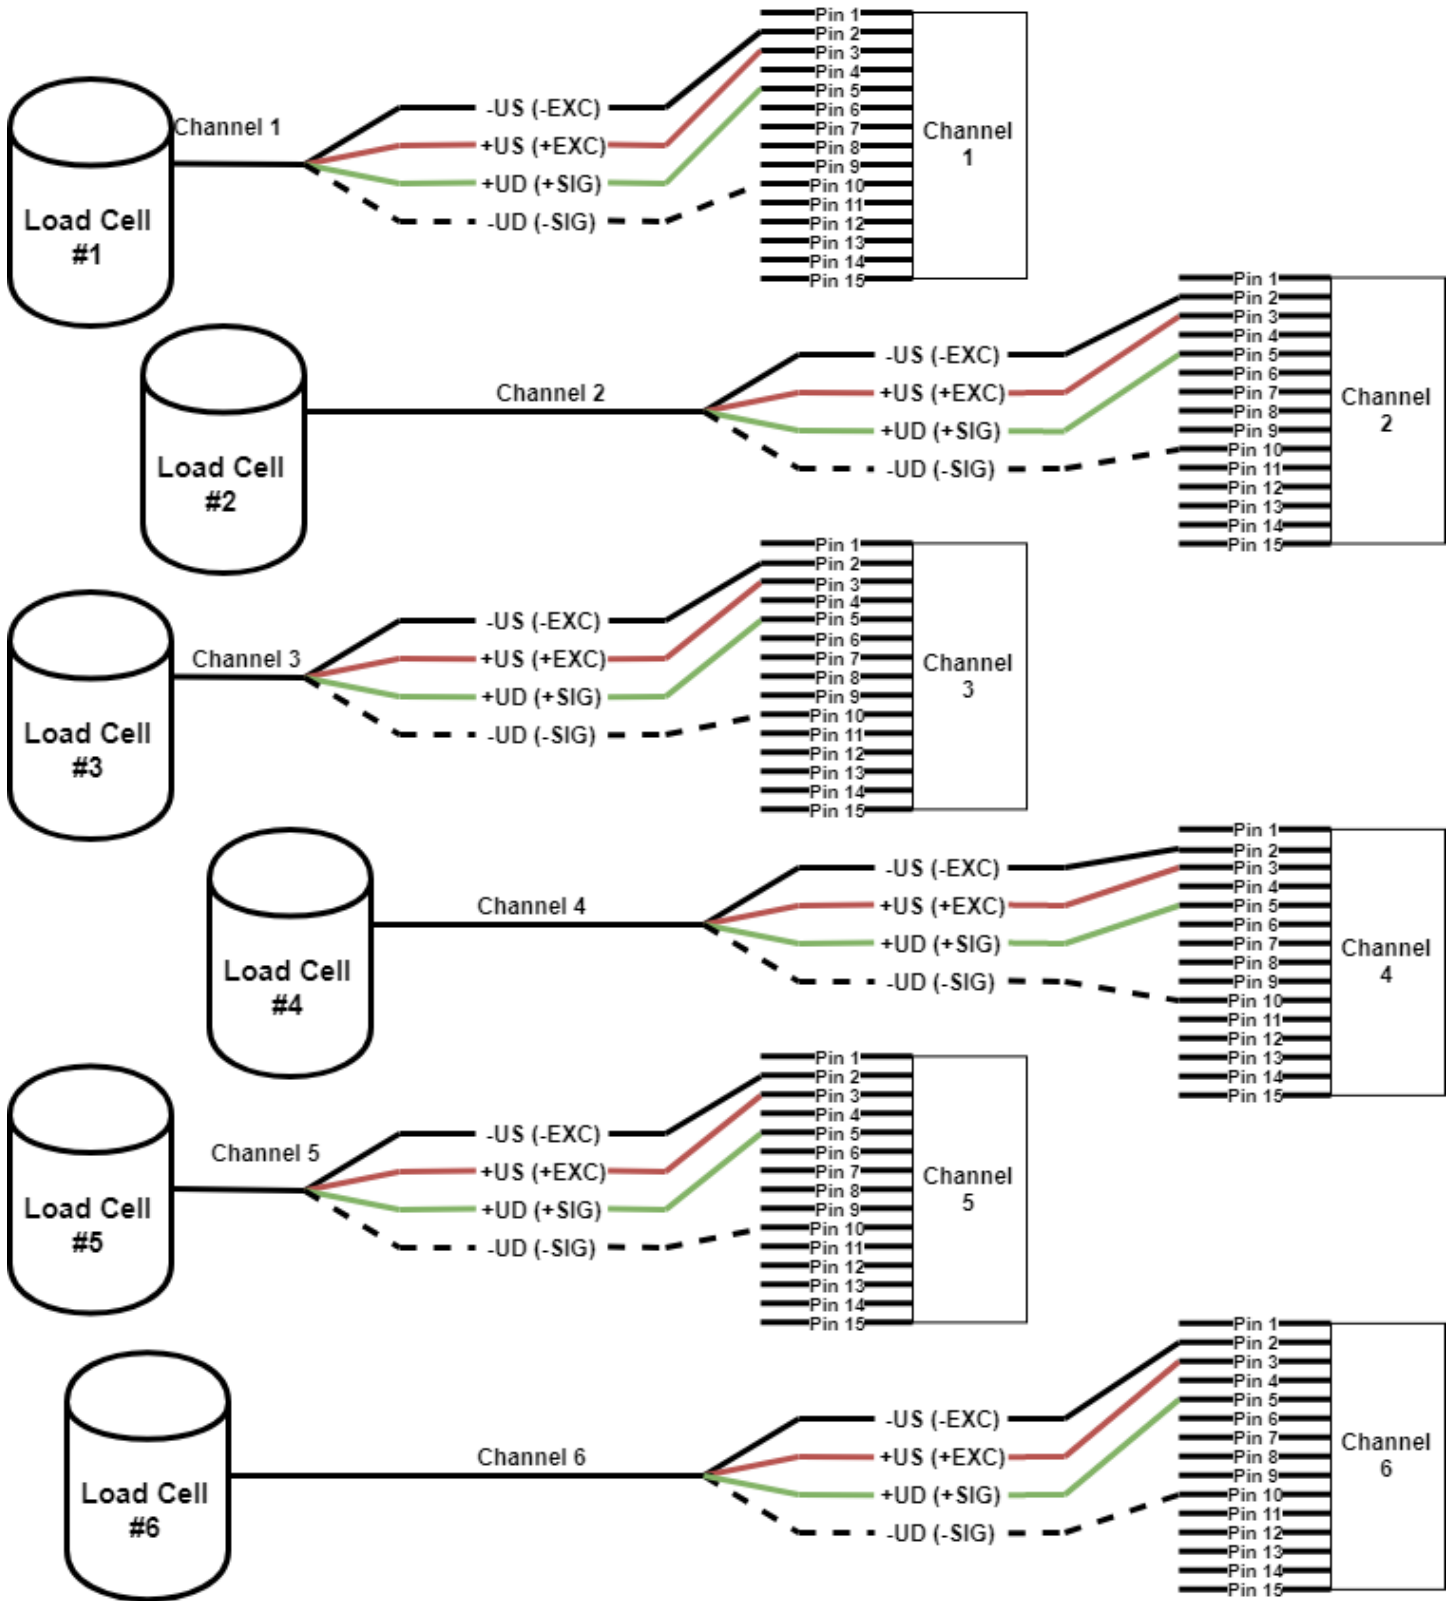 Pin 1
Pin 2
Pin 3
Pin 4
Pin 5
Pin 6
Pin 7
Pin 8
Pin 9
Pin 10
Pin 11
Pin 12
Pin 13
Pin 14
Pin 15
Channel
1
Channel 1
-US (-EXC)
+US (+EXC)
+UD (+SIG)
-UD (-SIG)
Load Cell
#1
Pin 1
Pin 2
Pin 3
Pin 4
Pin 5
Pin 6
Pin 7
Pin 8
Pin 9
Pin 10
Pin 11
Pin 12
Pin 13
Pin 14
Pin 15
Channel
2
Channel 2
-US (-EXC)
+US (+EXC)
+UD (+SIG)
-UD (-SIG)
Load Cell
#2
Pin 1
Pin 2
Pin 3
Pin 4
Pin 5
Pin 6
Pin 7
Pin 8
Pin 9
Pin 10
Pin 11
Pin 12
Pin 13
Pin 14
Pin 15
Channel
3
Channel 3
-US (-EXC)
+US (+EXC)
+UD (+SIG)
-UD (-SIG)
Load Cell
#3
Pin 1
Pin 2
Pin 3
Pin 4
Pin 5
Pin 6
Pin 7
Pin 8
Pin 9
Pin 10
Pin 11
Pin 12
Pin 13
Pin 14
Pin 15
Channel
4
Channel 4
-US (-EXC)
+US (+EXC)
+UD (+SIG)
-UD (-SIG)
Load Cell
#4
Pin 1
Pin 2
Pin 3
Pin 4
Pin 5
Pin 6
Pin 7
Pin 8
Pin 9
Pin 10
Pin 11
Pin 12
Pin 13
Pin 14
Pin 15
Channel
5
Channel 5
-US (-EXC)
+US (+EXC)
+UD (+SIG)
-UD (-SIG)
Load Cell
#5
Pin 1
Pin 2
Pin 3
Pin 4
Pin 5
Pin 6
Pin 7
Pin 8
Pin 9
Pin 10
Pin 11
Pin 12
Pin 13
Pin 14
Pin 15
Channel
6
Channel 6
-US (-EXC)
+US (+EXC)
+UD (+SIG)
-UD (-SIG)
Load Cell
#6